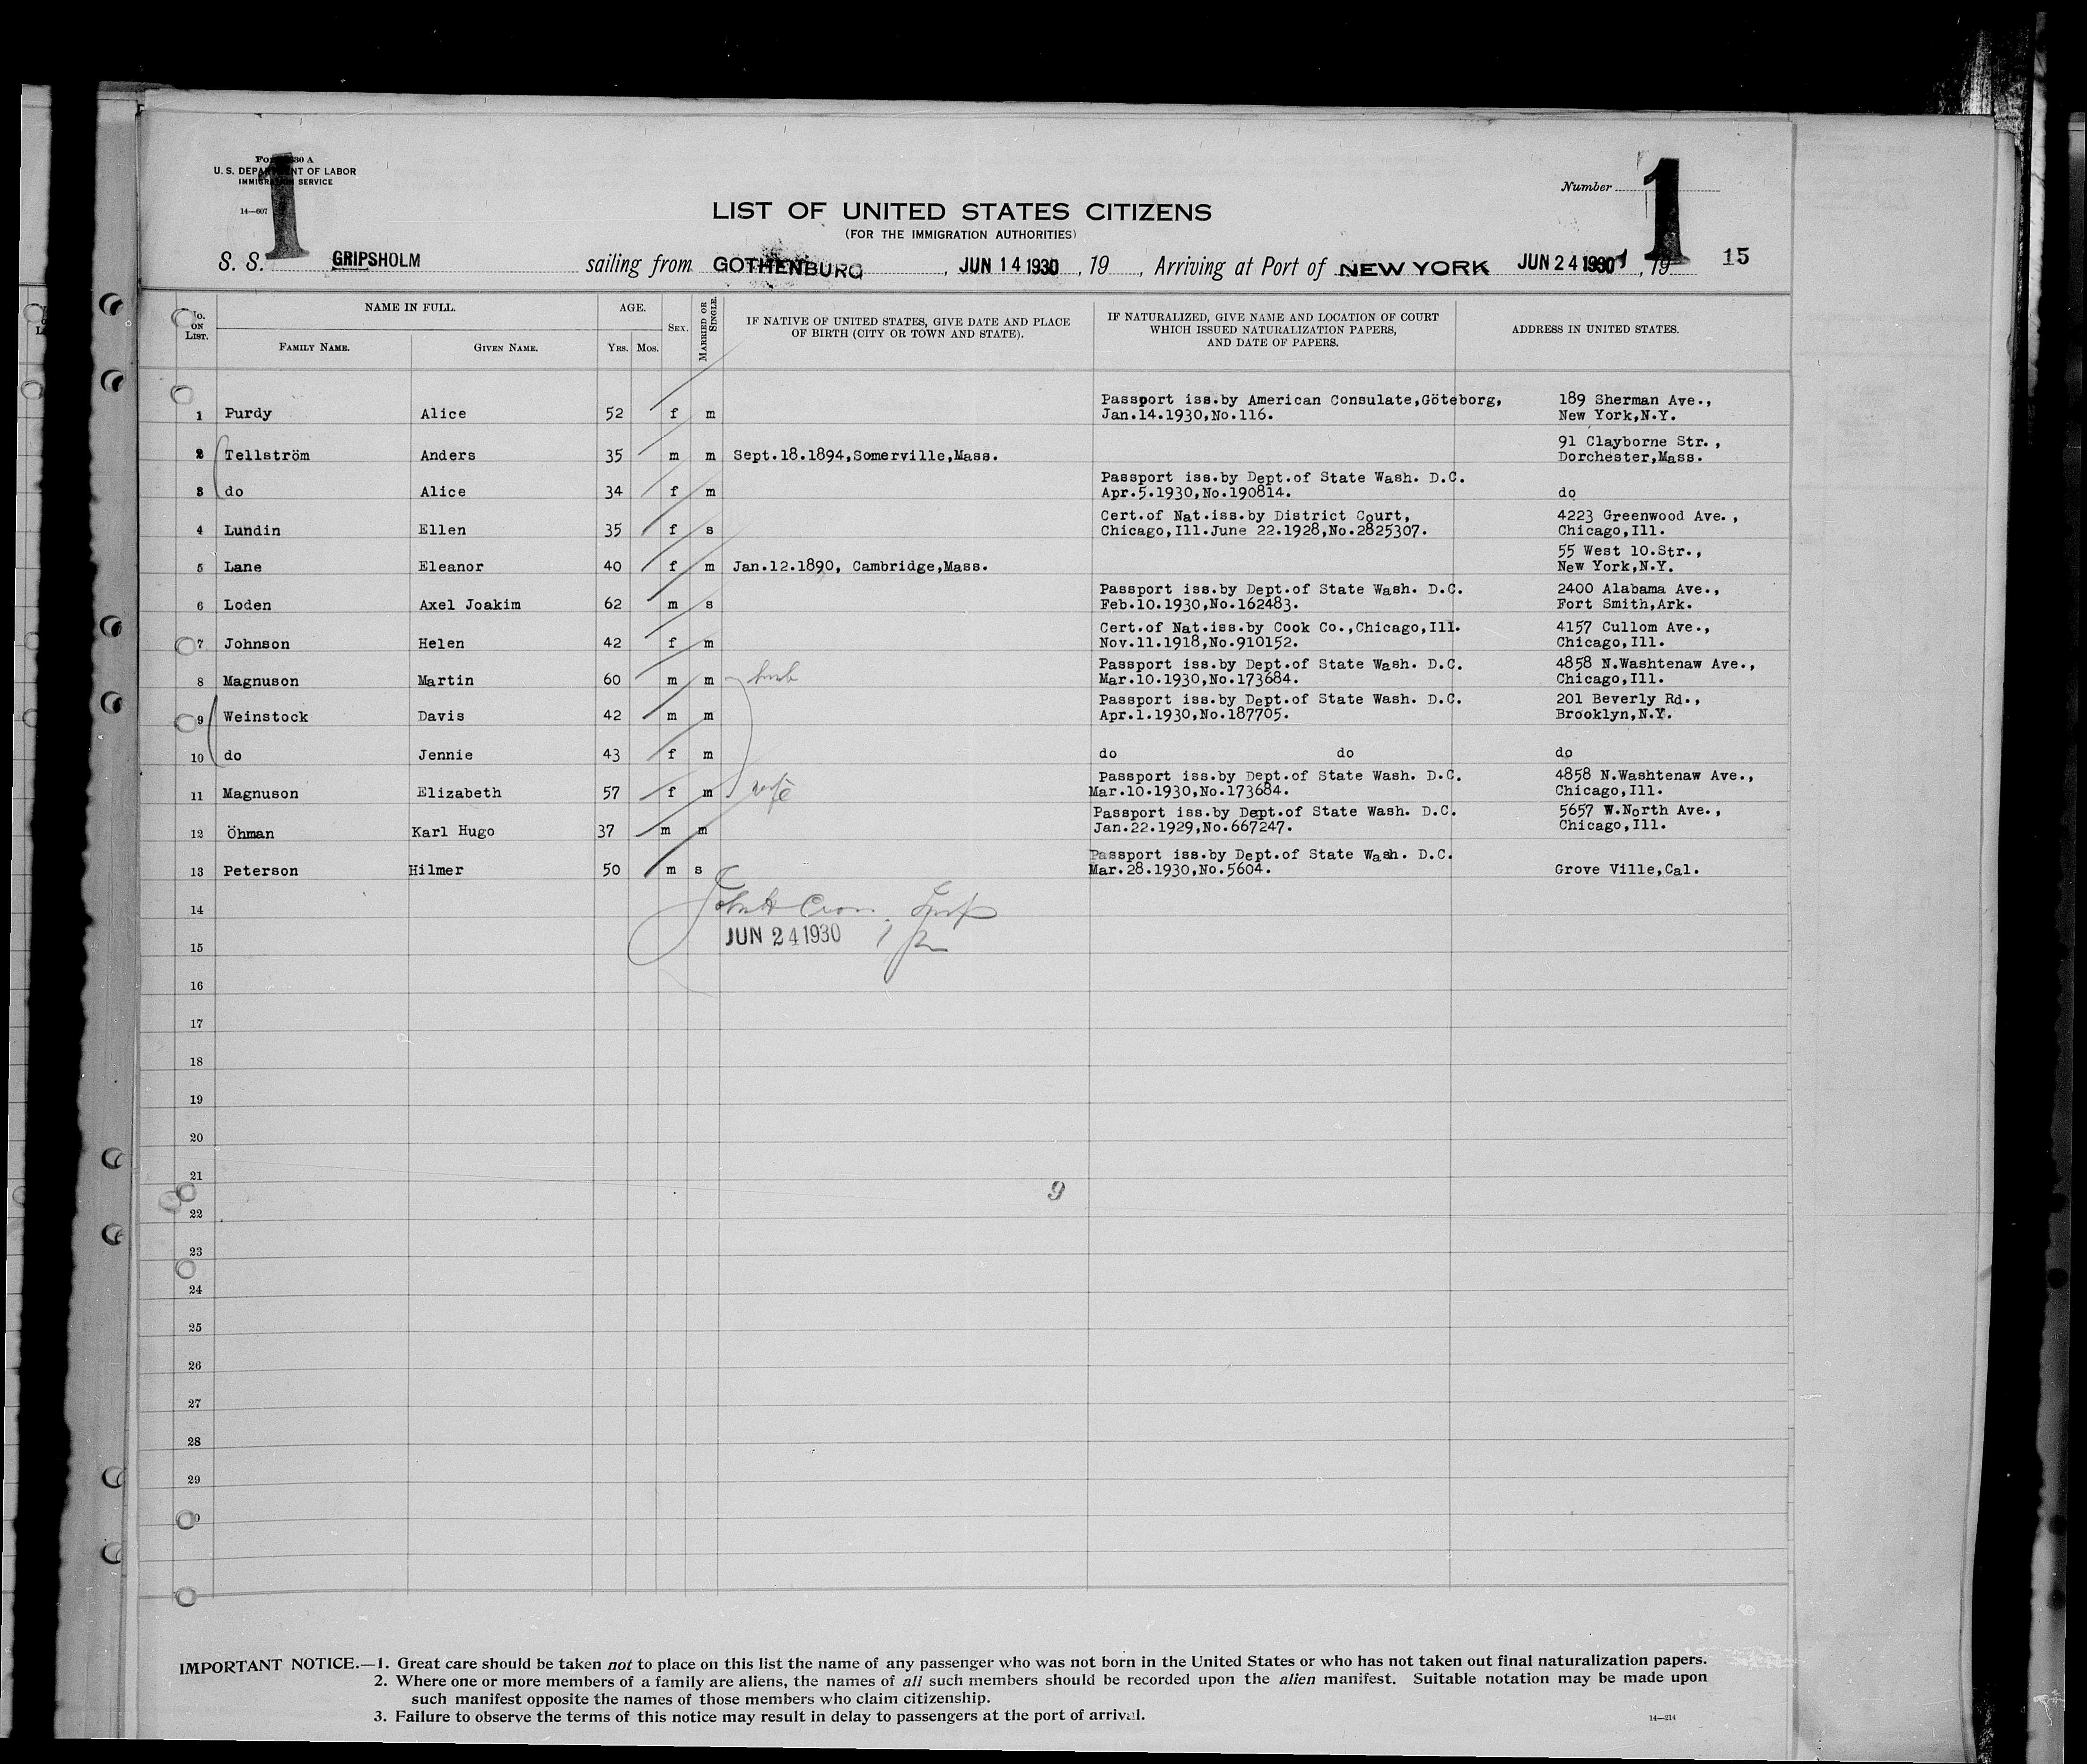 U. S. DEPARTMENT OF LABOR
IMMIGRATION SERVICE
14—607
1
Number
1
LIST OF UNITED STATES CITIZENS
(FOR THE IMMIGRATION AUTHORITIES)
S. S. GRIPSHOLM sailing from GOTHENBURG, JUN 14 1930, 19, Arriving at Port of NEW YORK JUN 24 1930, 19 15
No. ON LIST. NAME IN FULL. AGE. SEX. MARRIED OR SINGLE. IF NATIVE OF UNITED STATES, GIVE DATE AND PLACE OF BIRTH (CITY OR TOWN AND STATE). IF NATURALIZED, GIVE NAME AND LOCATION OF COURT WHICH ISSUED NATURALIZATION PAPERS, AND DATE OF PAPERS. ADDRESS IN UNITED STATES.
FAMILY NAME. GIVEN NAME. YRS. MOS.
Passport iss.by American Consulate,Göteborg, 189 Sherman Ave.,
1 Purdy Alice 52 f m Jan.14.1930,No.116. New York,N.Y.
91 Clayborne Str.,
2 Tellström Anders 35 m m Sept.18.1894,Somerville,Mass. Dorchester,Mass.
Passport iss.by Dept.of State Wash. D.C.
3 do Alice 34 f m Apr.5.1930,No.190814. do
Cert.of Nat.iss.by District Court, 4223 Greenwood Ave.,
4 Lundin Ellen 35 f s Chicago,Ill.June 22.1928,No.2825307. Chicago,Ill.
55 West 10.Str.,
5 Lane Eleanor 40 f m Jan.12.1890, Cambridge,Mass. New York,N.Y.
Passport iss.by Dept.of State Wash. D.C. 2400 Alabama Ave.,
6 Loden Axel Joakim 62 m s Feb.10.1930,No.162483. Fort Smith,Ark.
Cert.of Nat.iss.by Cook Co.,Chicago,Ill. 4157 Cullom Ave.,
7 Johnson Helen 42 f m Nov.11.1918,No.910152. Chicago,Ill.
Passport iss.by Dept.of State Wash. D.C. 4858 N.Washtenaw Ave.,
8 Magnuson Martin 60 m m Mar.10.1930,No.173684. Chicago,Ill.
Passport iss.by Dept.of State Wash. D.C. 201 Beverly Rd.,
9 Weinstock Davis 42 m m Apr.1.1930,No.187705. Brooklyn,N.Y.
10 do Jennie 43 f m do do do
Passport iss.by Dept.of State Wash. D.C. 4858 N.Washtenaw Ave.,
11 Magnuson Elizabeth 57 f m wife Mar.10.1930,No.173684. Chicago,Ill.
Passport iss.by Dept.of State Wash. D.C. 5657 W.North Ave.,
12 Öhman Karl Hugo 37 m m Jan.22.1929,No.667247. Chicago,Ill.
Passport iss.by Dept.of State Wash. D.C.
13 Peterson Hilmer 50 m s Mar.28.1930,No.5604. Grove Ville,Cal.
14
15 JUN 24 1930
16
17
18
19
20
21
9
22
23
24
25
26
27
28
29
IMPORTANT NOTICE.—1. Great care should be taken not to place on this list the name of any passenger who was not born in the United States or who has not taken out final naturalization papers.
2. Where one or more members of a family are aliens, the names of all such members should be recorded upon the alien manifest. Suitable notation may be made upon
such manifest opposite the names of those members who claim citizenship.
3. Failure to observe the terms of this notice may result in delay to passengers at the port of arrival.
14—214